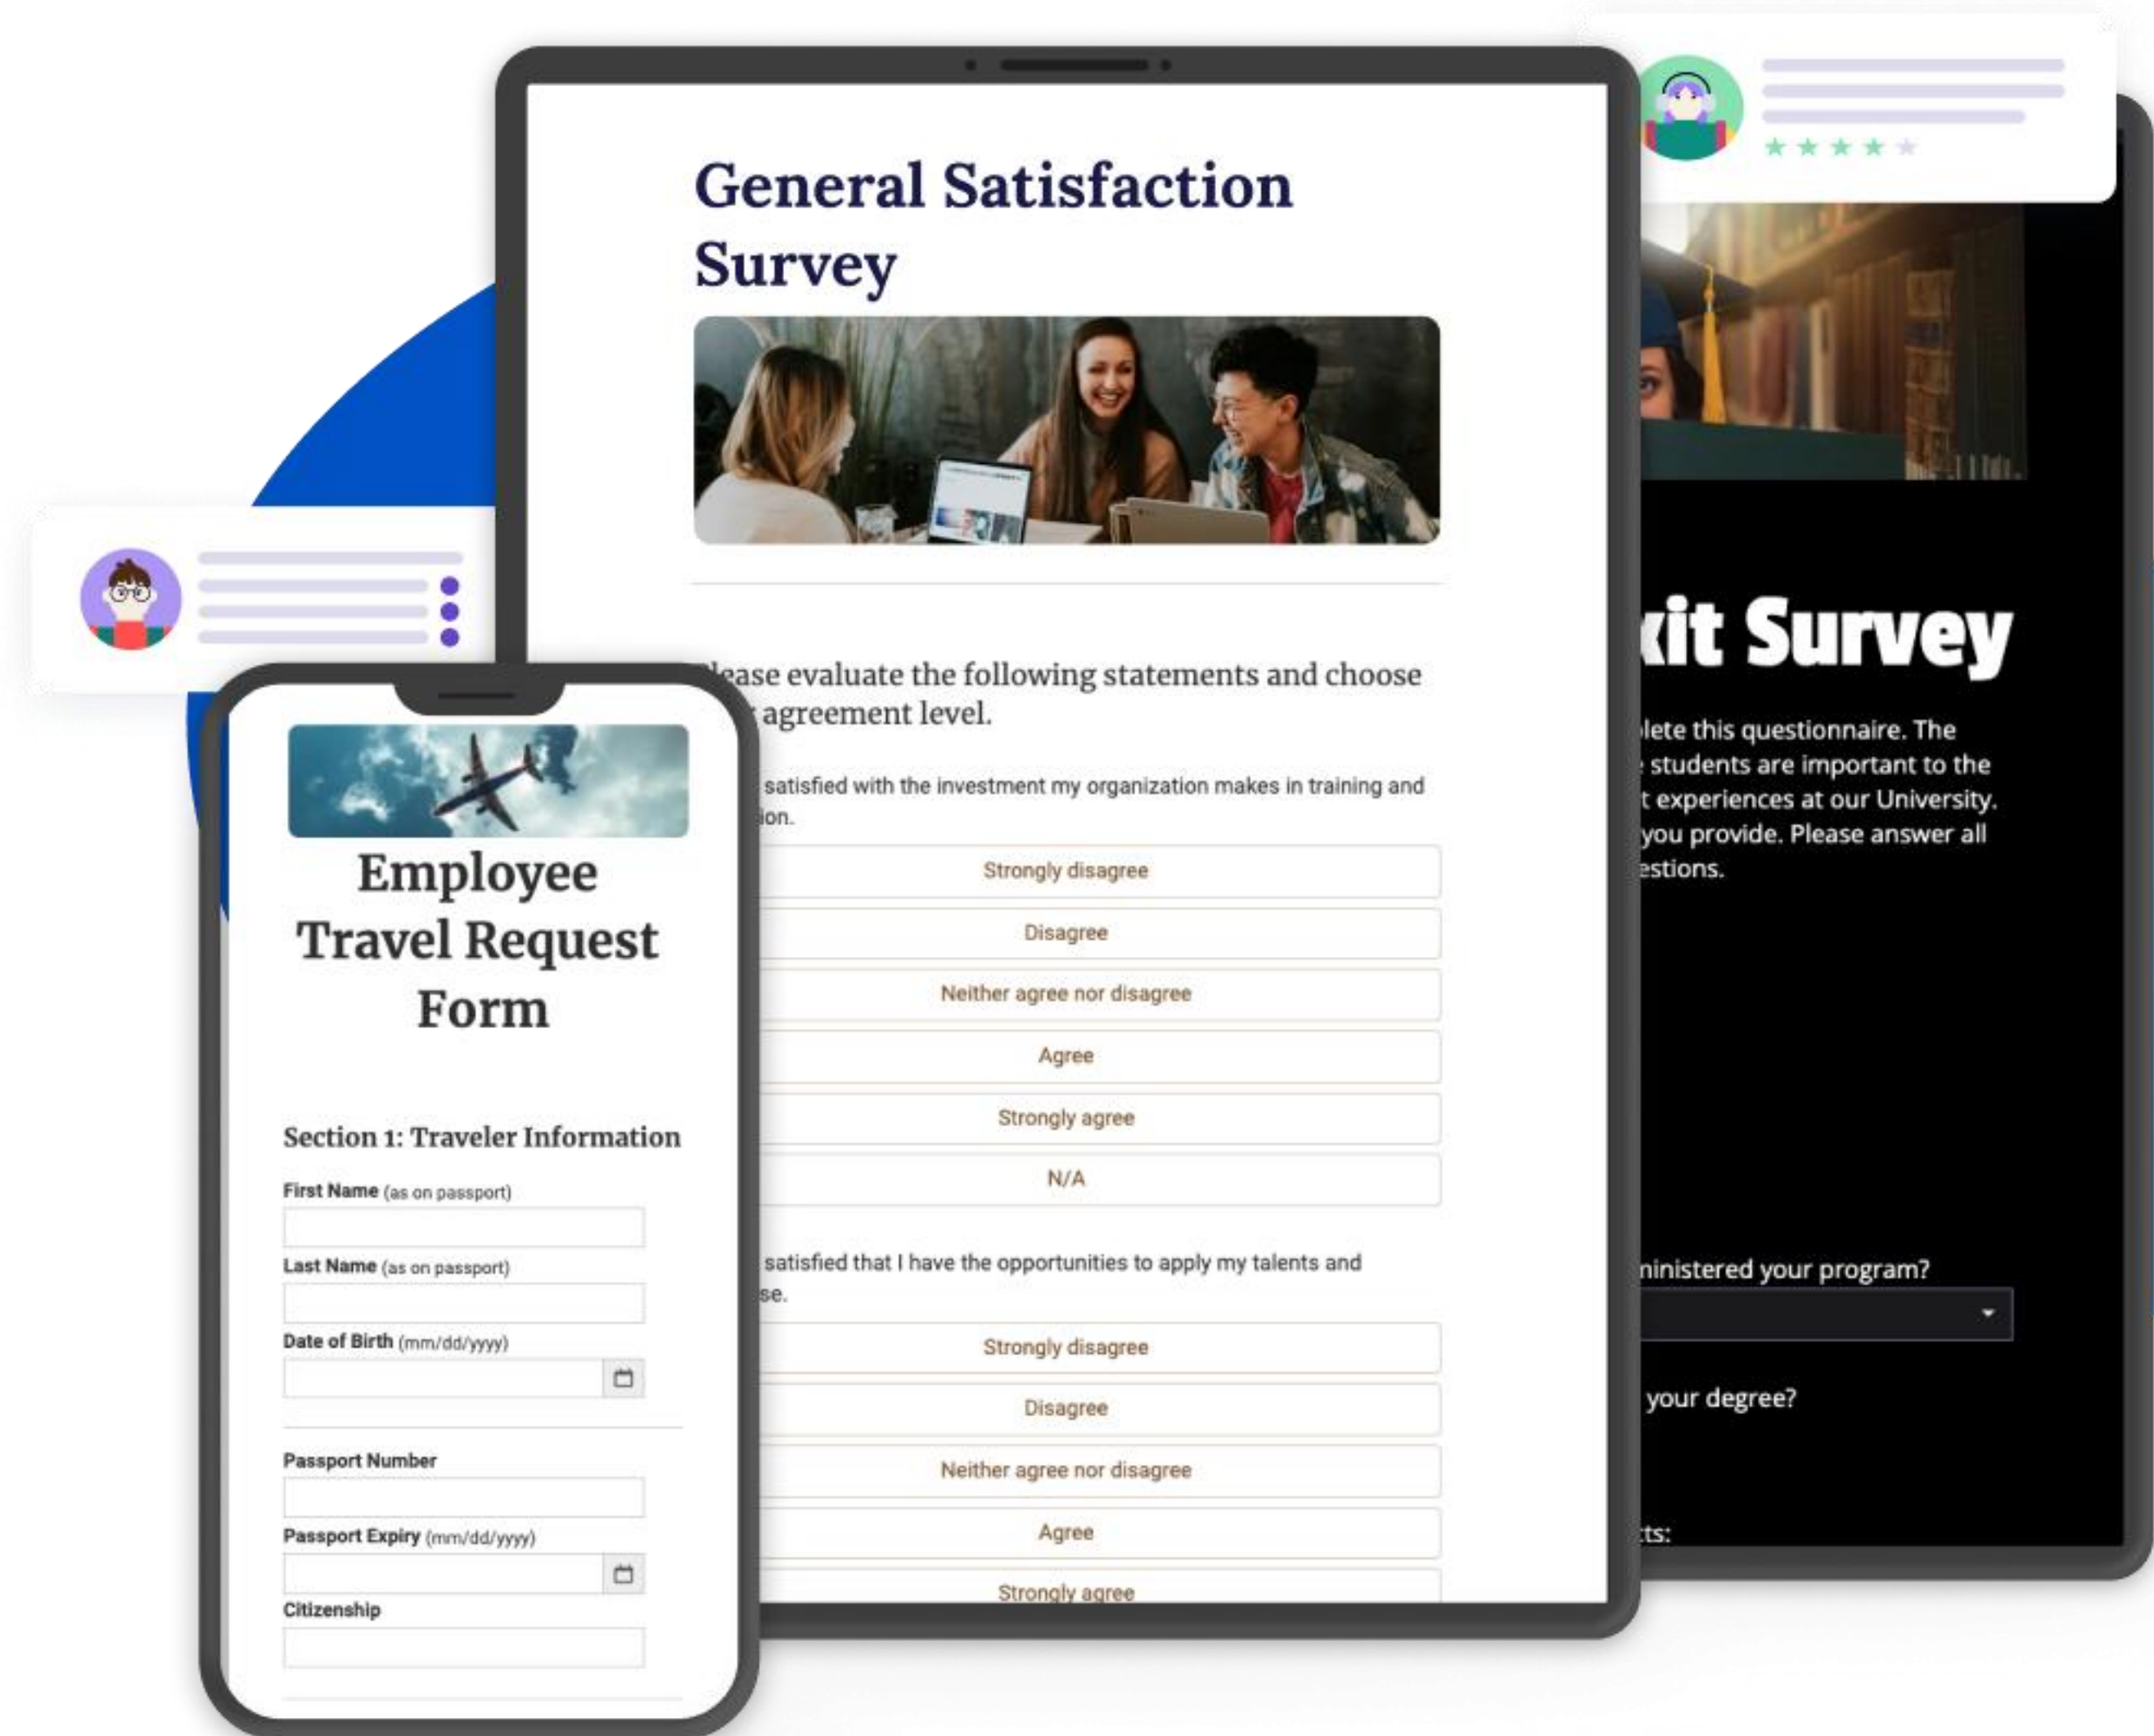 General Satisfaction
Survey
ease evaluate the following statements and choose
agreement level.
satisfied with the investment my organization makes in training and
ion.
Strongly disagree
Disagree
Neither agree nor disagree
Agree
Strongly agree
N/A
satisfied that I have the opportunities to apply my talents and
se.
Strongly disagree
Disagree
Neither agree nor disagree
Agree
Strongly agree
Employee
Travel Request
Form
Section 1: Traveler Information
First Name (as on passport)
Last Name (as on passport)
Date of Birth (mm/dd/yyyy)
Passport Number
Passport Expiry (mm/dd/yyyy)
Citizenship
xit Survey
lete this questionnaire. The
students are important to the
t experiences at our University.
you provide. Please answer all
estions.
ministered your program?
your degree?
cts: